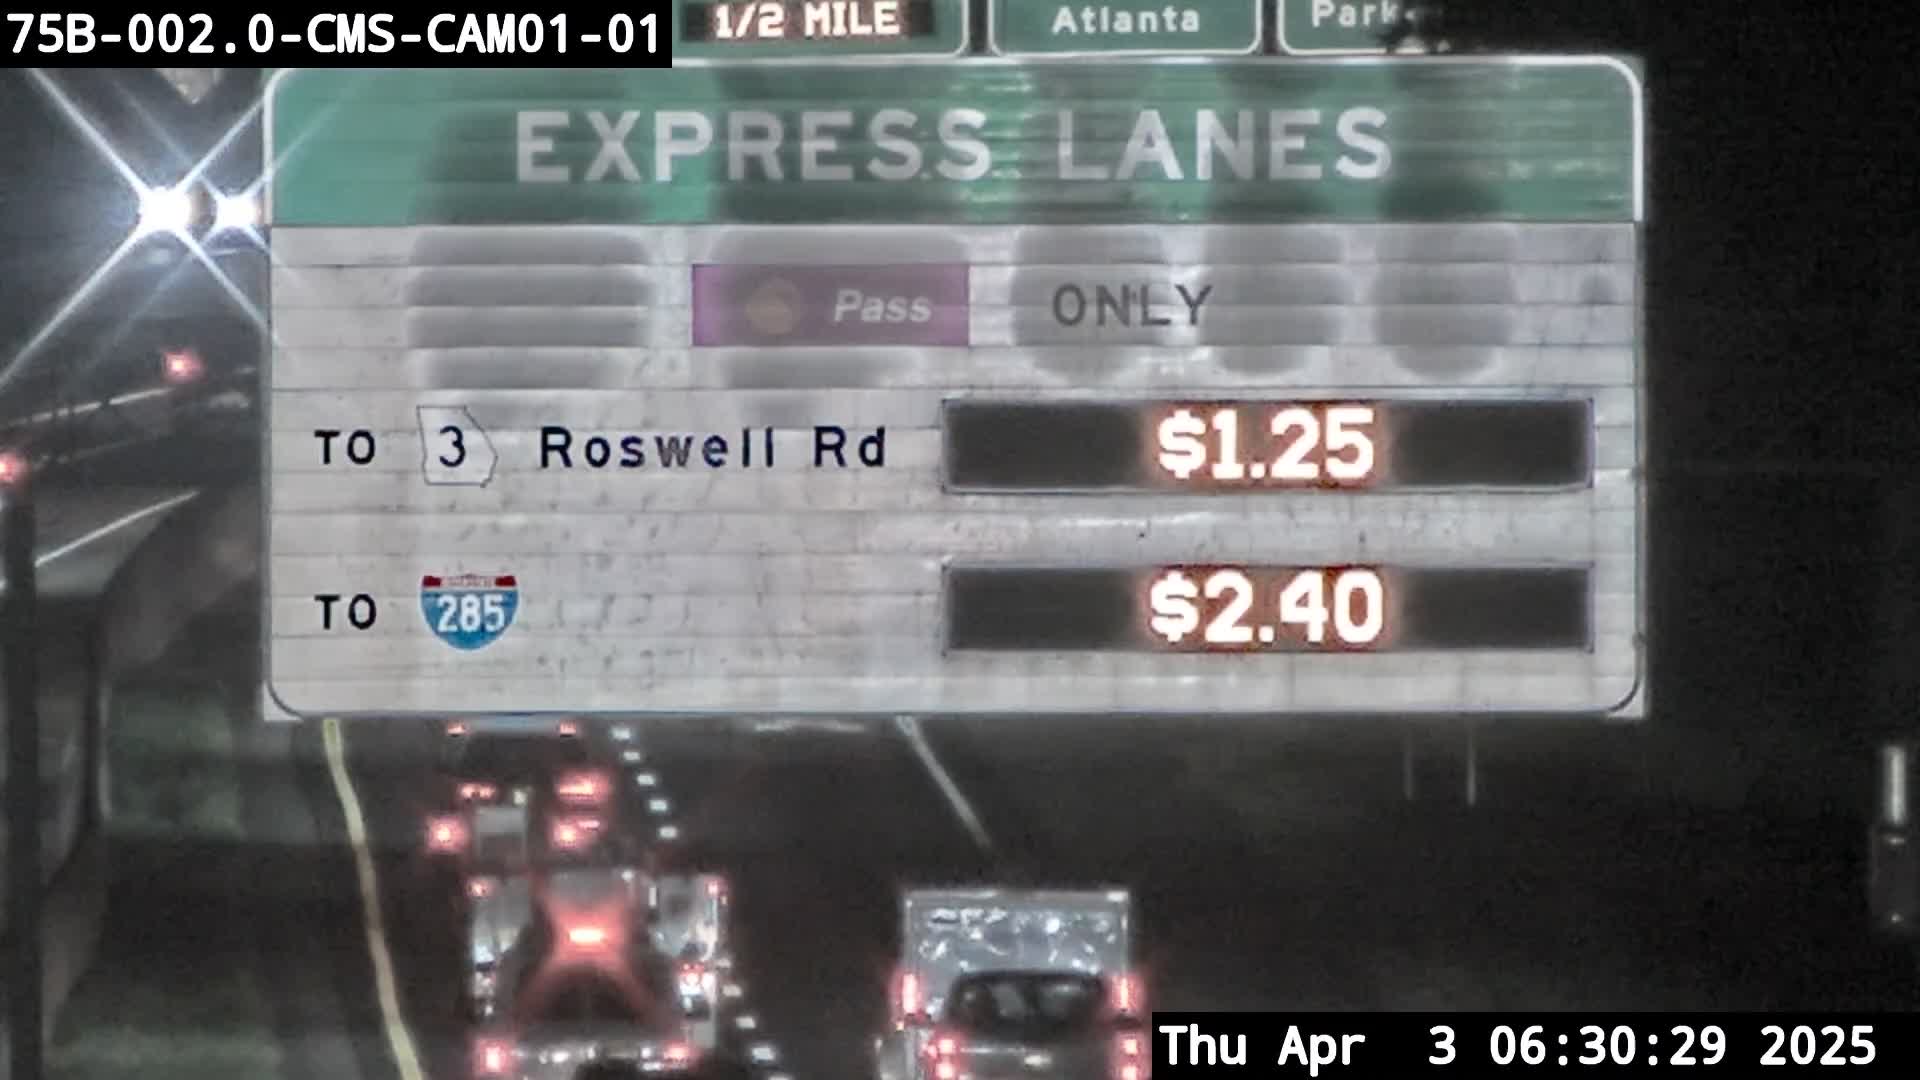 75B-002.0-CMS-CAM01-01
1/2 MILE
Atlanta
Park
EXPRESS LANES
Pass ONLY
TO 3 Roswell Rd $1.25
TO 285 $2.40
Thu Apr 3 06:30:29 2025